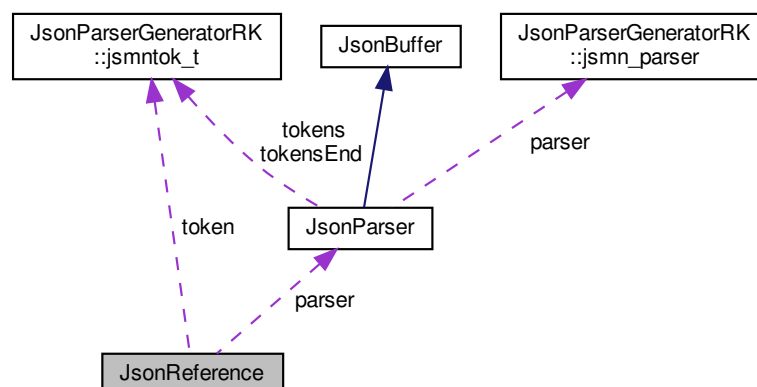 JsonParserGeneratorRK
::jsmntok_t
JsonBuffer
JsonParserGeneratorRK
::jsmn_parser
tokens
tokensEnd
parser
token
JsonParser
parser
JsonReference